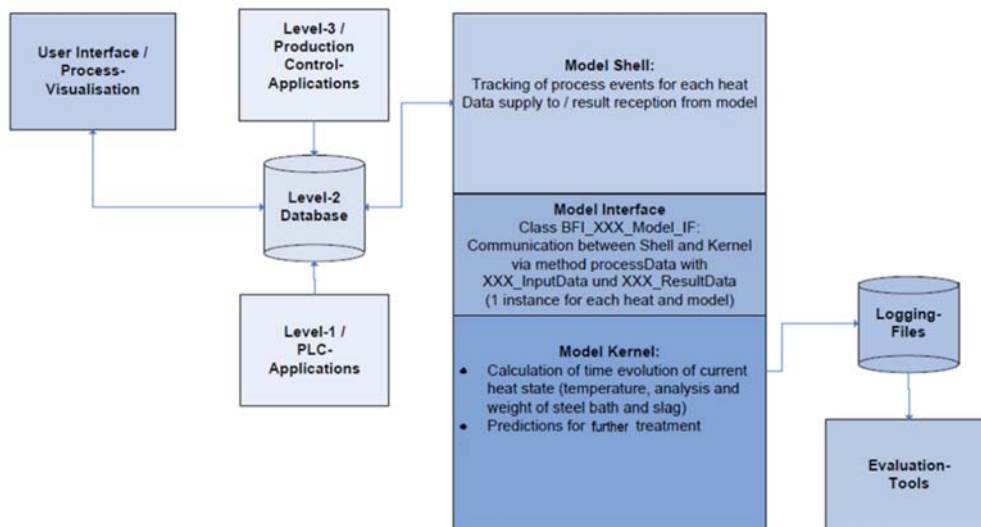 User Interface /
Process-
Visualisation
Level-3 /
Production
Control-
Applications
Level-2
Database
Level-1 /
PLC-
Applications
Model Shell:
Tracking of process events for each heat
Data supply to / result reception from model
Model Interface
Class BFI_XXX_Model_IF:
Communication between Shell and Kernel
via method processData with
XXX_InputData und XXX_ResultData
(1 instance for each heat and model)
Model Kernel:
• Calculation of time evolution of current
heat state (temperature, analysis and
weight of steel bath and slag)
• Predictions for further treatment
Logging-
Files
Evaluation-
Tools